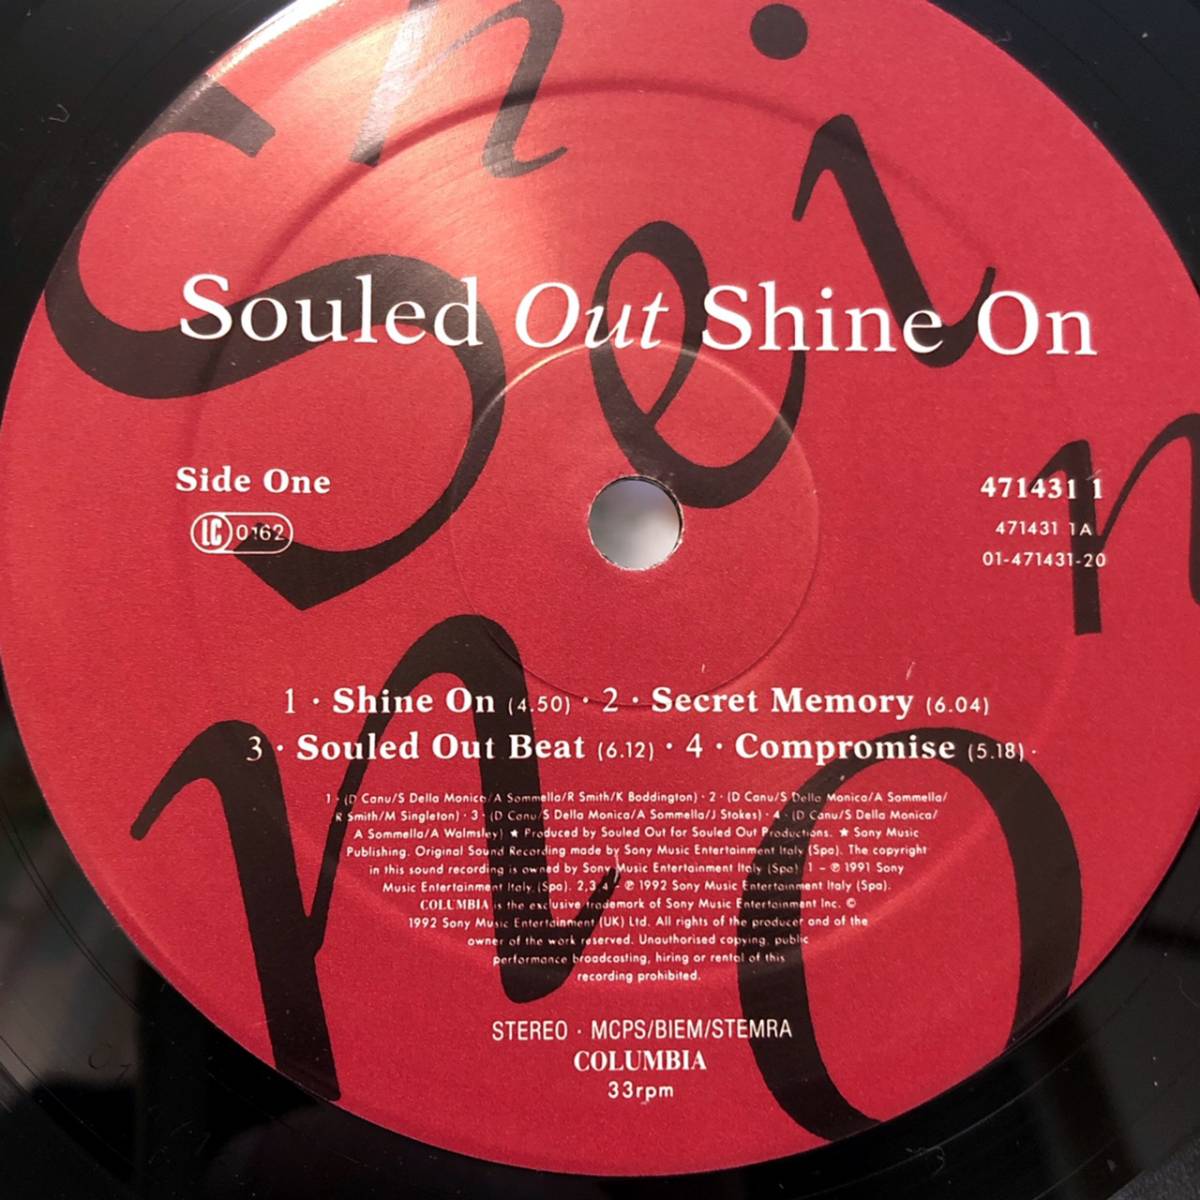 Shine
on
Souled Out Shine On
Side One
LC 0162
471431 1
471431 1A
01-471431-20
1 · Shine On (4.50) · 2 · Secret Memory (6.04)
3 · Souled Out Beat (6.12) · 4 · Compromise (5.18) ·
1 · (D Canu/S Della Monica/A Sommella/R Smith/K Boddington) · 2 · (D Canu/S Della Monica/A Sommella/
R Smith/M Singleton) · 3 · (D Canu/S Della Monica/A Sommella/J Stokes) · 4 · (D Canu/S Della Monica/
A Sommella/A Walmsley) ★ Produced by Souled Out for Souled Out Productions. ★ Sony Music
Publishing. Original Sound Recording made by Sony Music Entertainment Italy (Spa). The copyright
in this sound recording is owned by Sony Music Entertainment Italy (Spa) 1 – ℗ 1991 Sony
Music Entertainment Italy, (Spa). 2,3,4 – ℗ 1992 Sony Music Entertainment Italy (Spa).
COLUMBIA is the exclusive trademark of Sony Music Entertainment Inc. ©
1992 Sony Music Entertainment (UK) Ltd. All rights of the producer and of the
owner of the work reserved. Unauthorised copying, public
performance broadcasting, hiring or rental of this
recording prohibited.
STEREO · MCPS/BIEM/STEMRA
COLUMBIA
33rpm